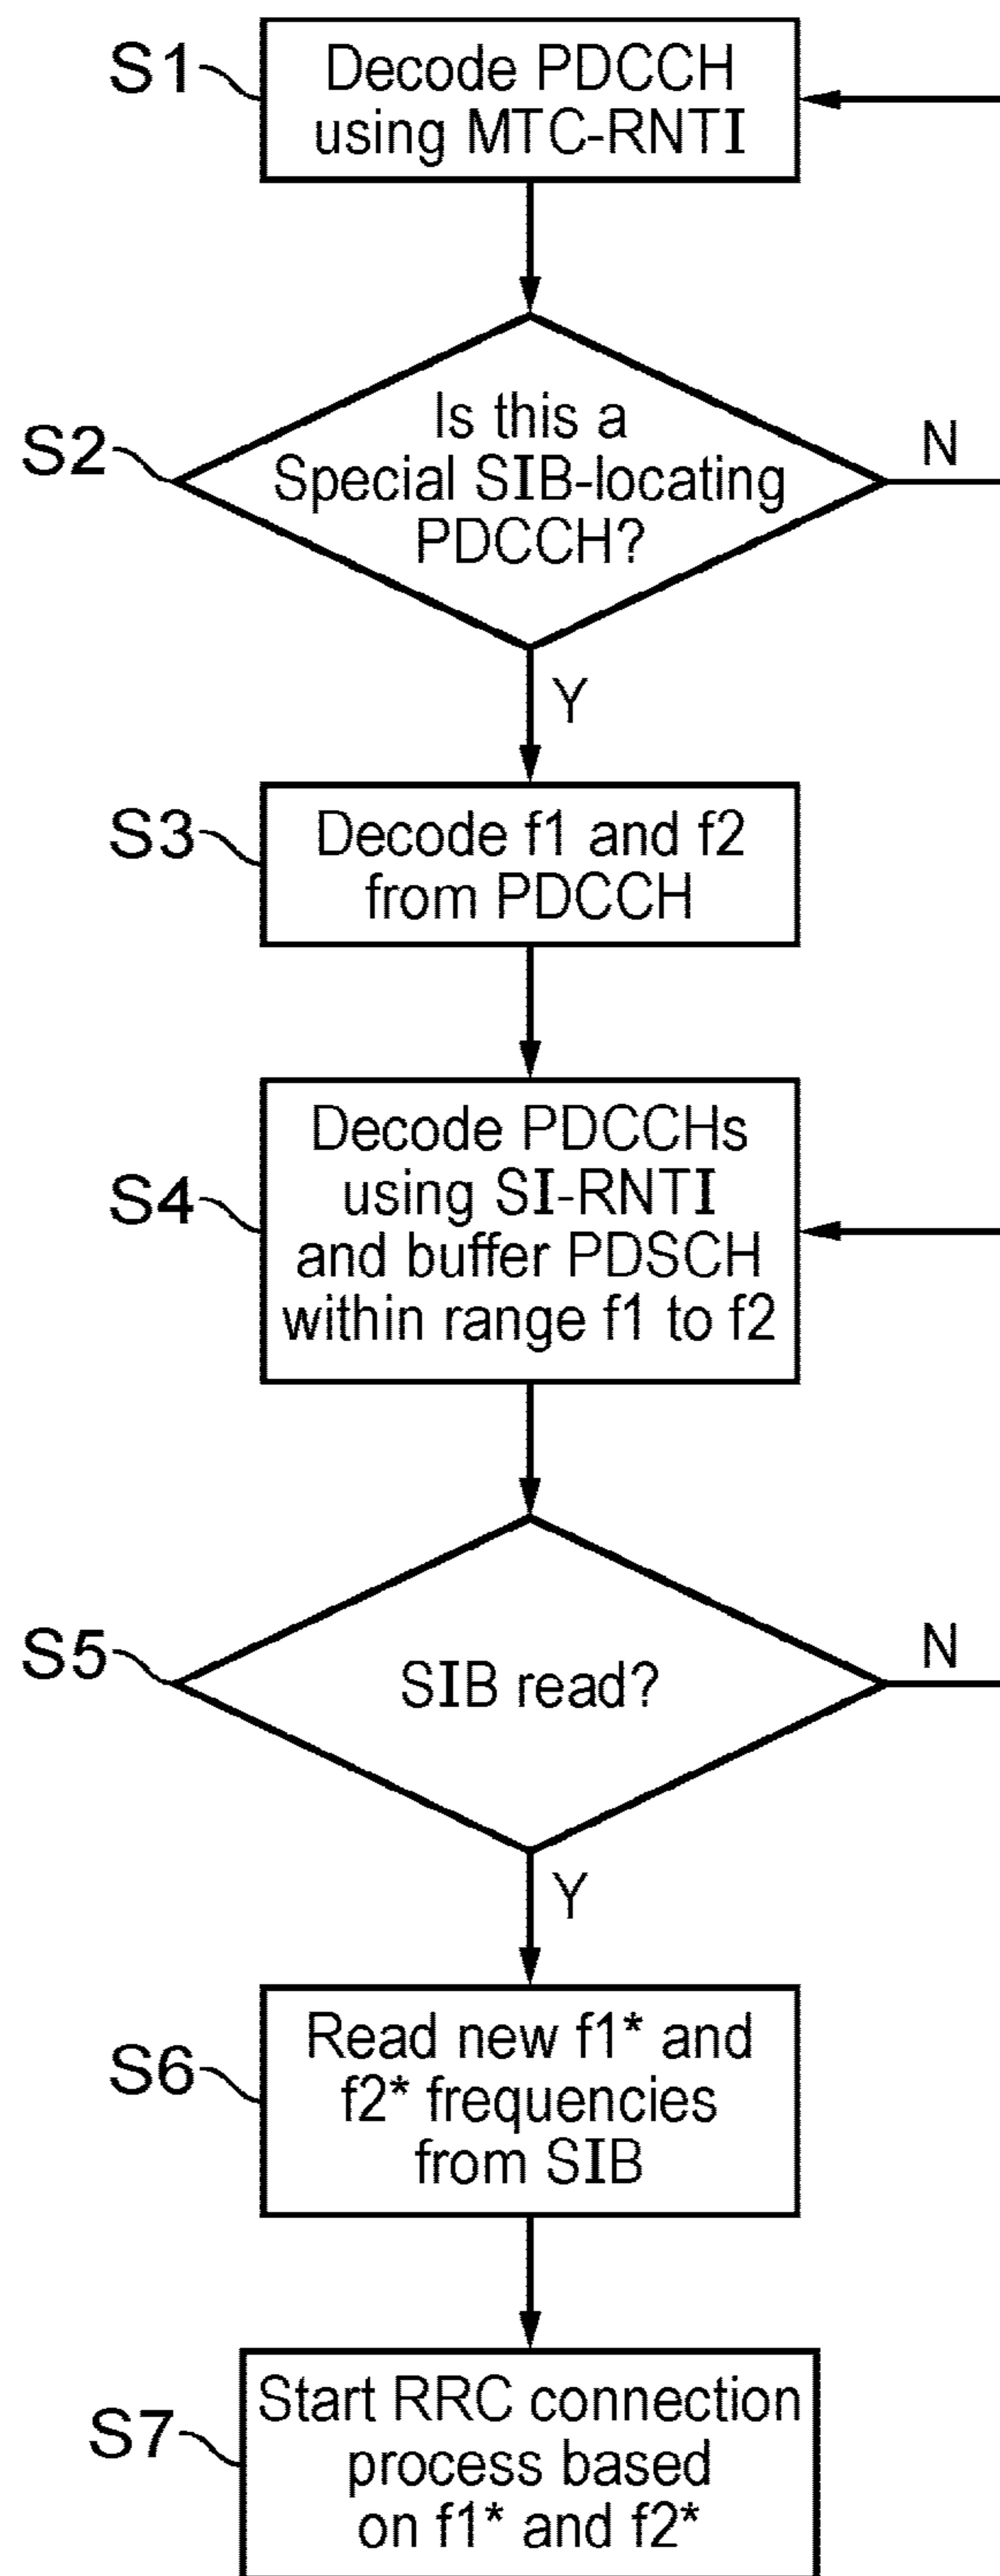 S1
Decode PDCCH
using MTC-RNTI
S2
Is this a
Special SIB-locating
PDCCH?
N
Y
S3
Decode f1 and f2
from PDCCH
S4
Decode PDCCHs
using SI-RNTI
and buffer PDSCH
within range f1 to f2
S5
SIB read?
N
Y
S6
Read new f1* and
f2* frequencies
from SIB
S7
Start RRC connection
process based
on f1* and f2*